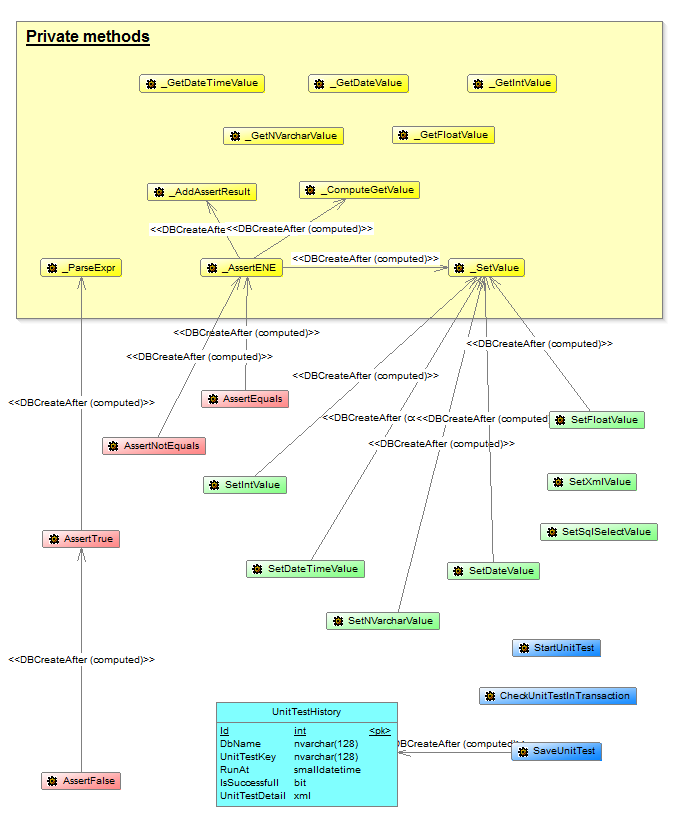 Private methods
_GetDateTimeValue
_GetDateValue
_GetIntValue
_GetNVarcharValue
_GetFloatValue
_AddAssertResult
_ComputeGetValue
<<DBCreateAfte
<<DBCreateAfter (computed)>>
<<DBCreateAfter (computed)>>
_ParseExpr
_AssertENE
_SetValue
<<DBCreateAfter (computed)>>
<<DBCreateAfter (computed)>>
<<DBCreateAfter (computed)>>
<<DBCreateAfter (computed)>>
AssertEquals
<<DBCreateAfter (computed)>>
<<DBCreateAfter (c
<<DBCreateAfter (computed)
SetFloatValue
AssertNotEquals
<<DBCreateAfter (computed)>>
SetIntValue
SetXmlValue
AssertTrue
SetSqlSelectValue
SetDateTimeValue
SetDateValue
SetNVarcharValue
StartUnitTest
<<DBCreateAfter (computed)>>
CheckUnitTestInTransaction
UnitTestHistory
Id int <pk>
DbName nvarchar(128)
UnitTestKey nvarchar(128)
RunAt smalldatetime
IsSuccessfull bit
UnitTestDetail xml
DBCreateAfter (computed)>
SaveUnitTest
AssertFalse